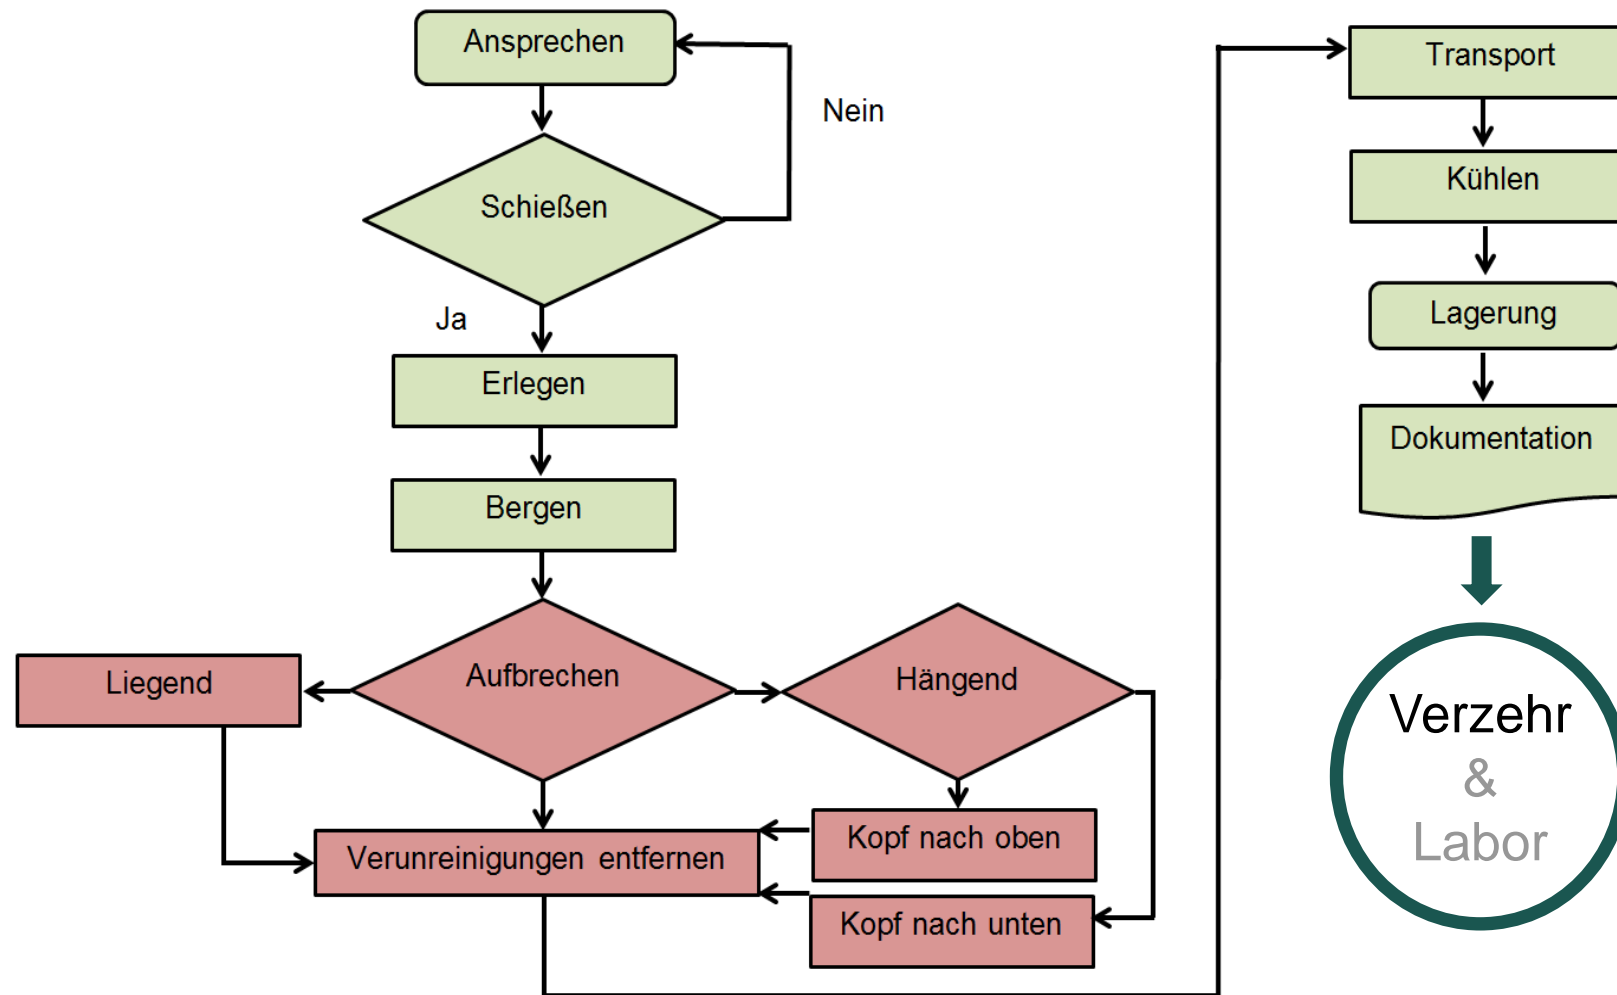 Ansprechen
Nein
Schießen
Ja
Erlegen
Bergen
Aufbrechen
Liegend
Hängend
Verunreinigungen entfernen
Kopf nach oben
Kopf nach unten
Transport
Kühlen
Lagerung
Dokumentation
Verzehr
&
Labor